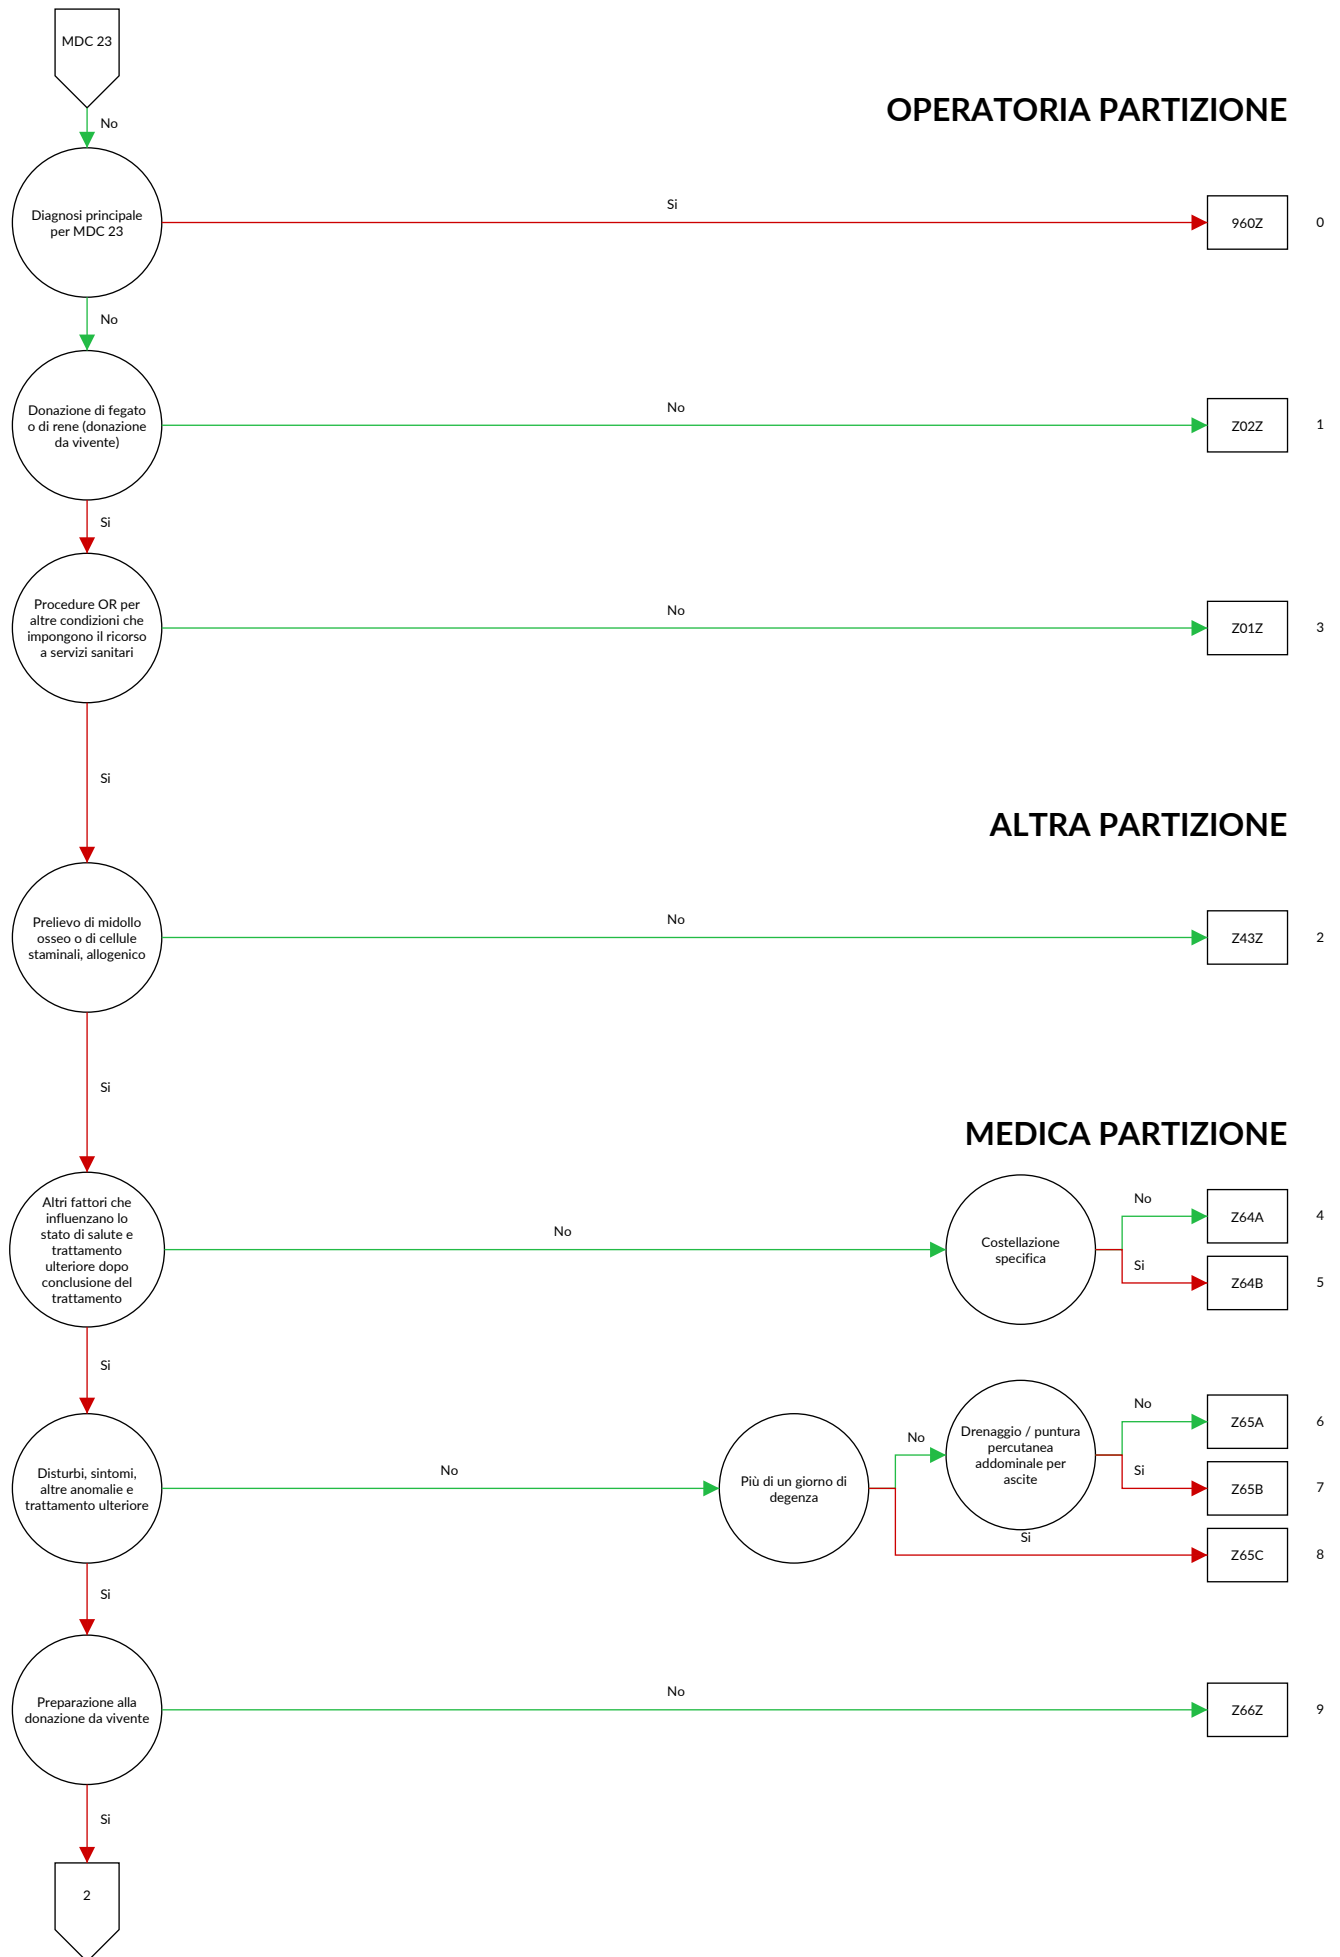 MDC 23
No
OPERATORIA PARTIZIONE
Diagnosi principale
per MDC 23
Si
960Z
0
No
Donazione di fegato
o di rene (donazione
da vivente)
No
Z02Z
1
Si
Procedure OR per
altre condizioni che
impongono il ricorso
a servizi sanitari
No
Z01Z
3
Si
ALTRA PARTIZIONE
Prelievo di midollo
osseo o di cellule
staminali, allogenico
No
Z43Z
2
Si
MEDICA PARTIZIONE
Altri fattori che
influenzano lo
stato di salute e
trattamento
ulteriore dopo
conclusione del
trattamento
No
Costellazione
specifica
No
Z64A
4
Si
Z64B
5
Si
Disturbi, sintomi,
altre anomalie e
trattamento ulteriore
No
Più di un giorno di
degenza
No
Drenaggio / puntura
percutanea
addominale per
ascite
No
Z65A
6
Si
Z65B
7
Si
Z65C
8
Si
Preparazione alla
donazione da vivente
No
Z66Z
9
Si
2